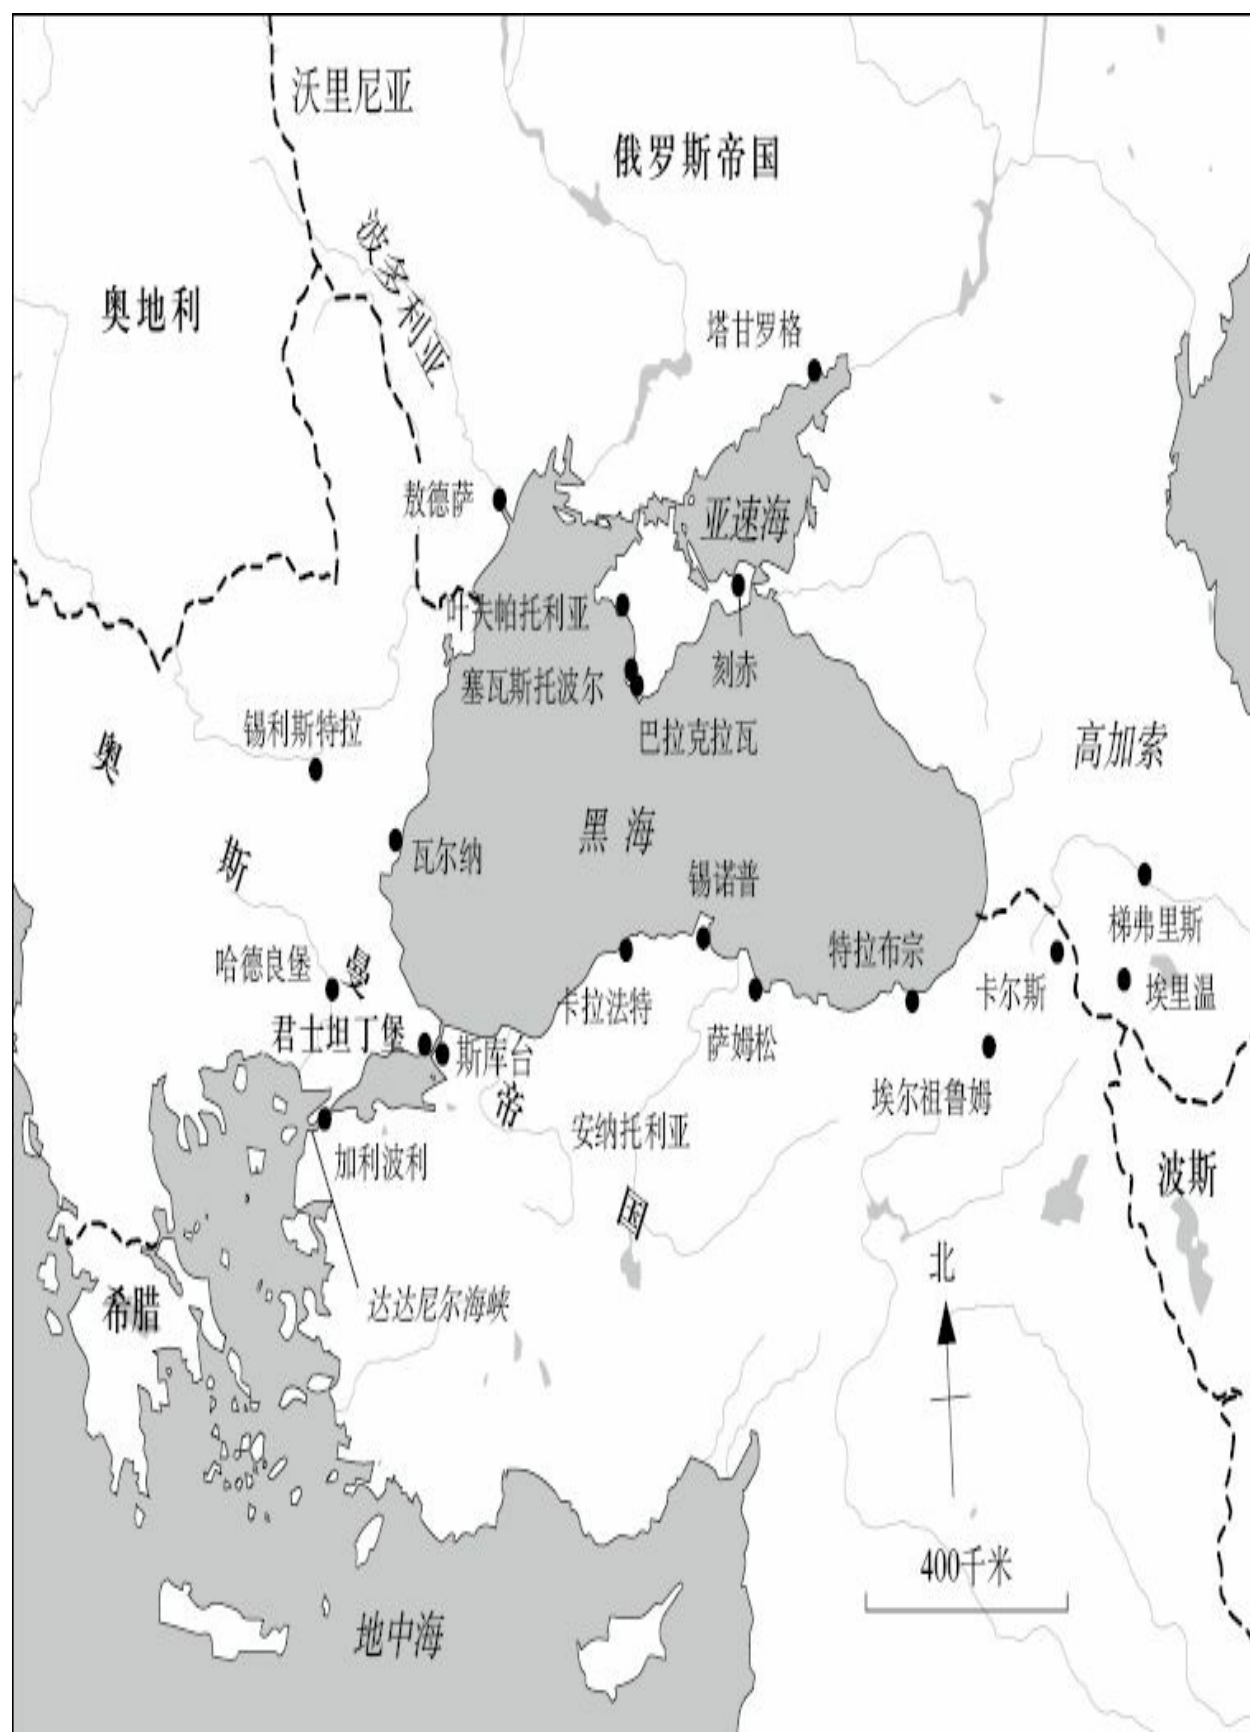 沃里尼亚
俄罗斯帝国
波多利亚
奥地利
塔甘罗格
敖德萨
亚速海
叶夫帕托利亚
塞瓦斯托波尔
刻赤
巴拉克拉瓦
锡利斯特拉
高加索
奥斯曼帝国
黑海
瓦尔纳
锡诺普
梯弗里斯
哈德良堡
特拉布宗
卡尔斯
埃里温
卡拉法特
君士坦丁堡
斯库台
萨姆松
埃尔祖鲁姆
安纳托利亚
加利波利
波斯
北
希腊
达达尼尔海峡
400千米
地中海